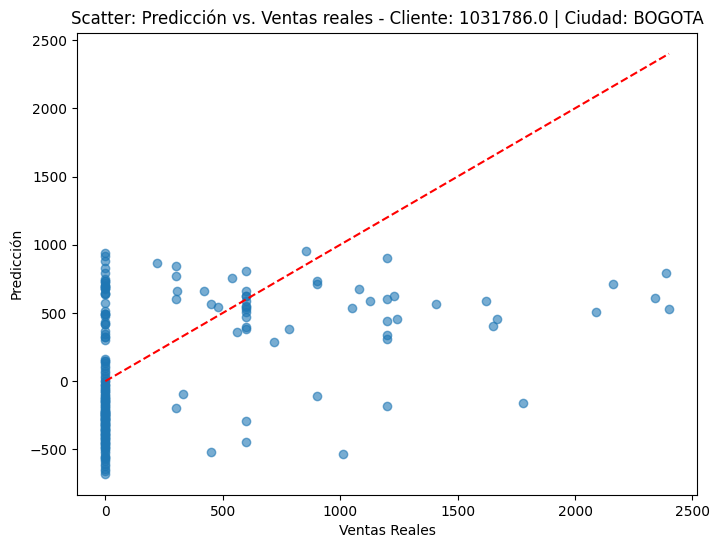 Scatter: Predicción vs. Ventas reales - Cliente: 1031786.0 | Ciudad: BOGOTA
2500
2000
1500
1000
500
0
−500
Predicción
0 500 1000 1500 2000 2500
Ventas Reales